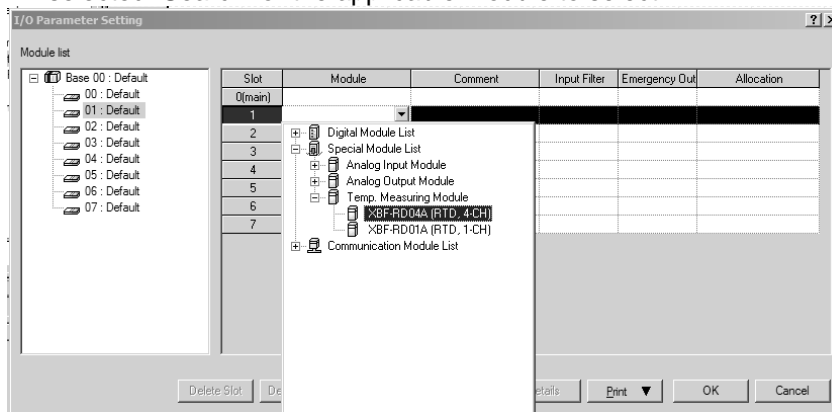 I/O Parameter Setting
Module list
Base 00 : Default
00 : Default
01 : Default
02 : Default
03 : Default
04 : Default
05 : Default
06 : Default
07 : Default
Slot Module Comment Input Filter Emergency Out Allocation
0(main)
1
2
3
4
5
6
7
Digital Module List
Special Module List
Analog Input Module
Analog Output Module
Temp. Measuring Module
XBF-RD04A (RTD, 4-CH)
XBF-RD01A (RTD, 1-CH)
Communication Module List
Delete Slot De etails Print ▼ OK Cancel